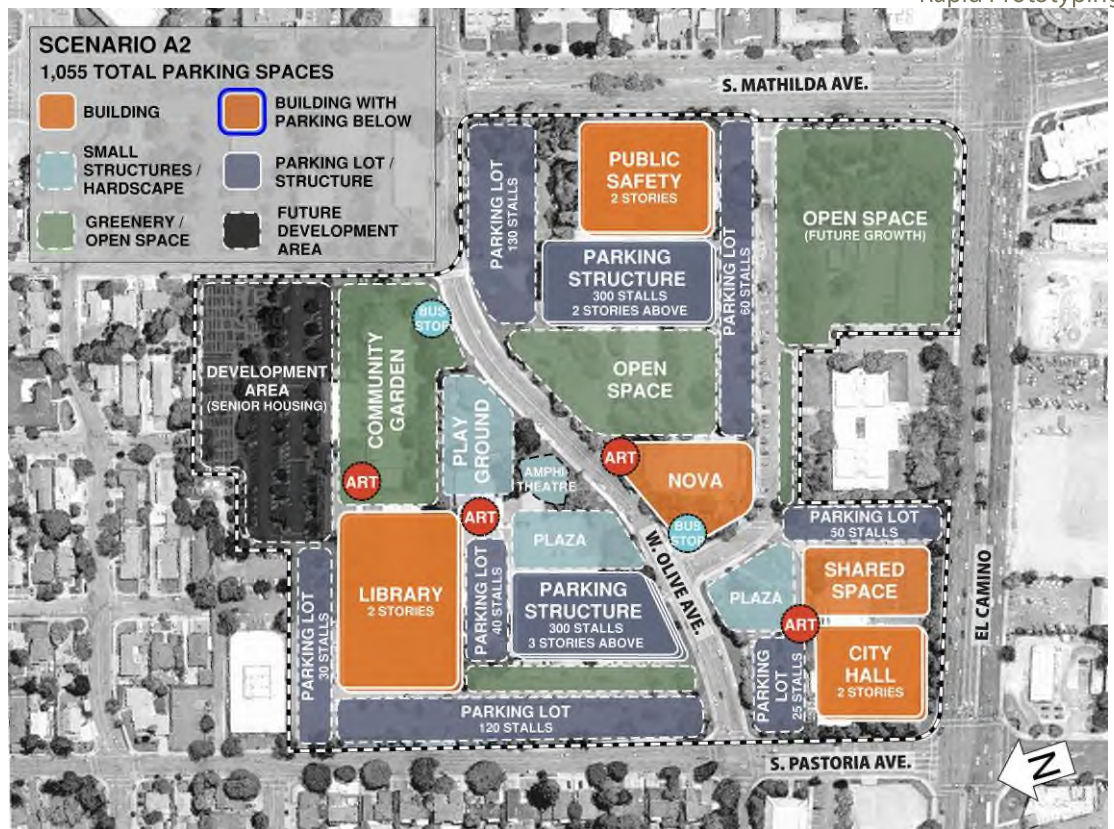 Rapid Prototyping
SCENARIO A2
1,055 TOTAL PARKING SPACES
BUILDING
BUILDING WITH
PARKING BELOW
SMALL
STRUCTURES /
HARDSCAPE
PARKING LOT /
STRUCTURE
GREENERY /
OPEN SPACE
FUTURE
DEVELOPMENT
AREA
S. MATHILDA AVE.
PARKING LOT
130 STALLS
PUBLIC
SAFETY
2 STORIES
PARKING
STRUCTURE
300 STALLS
2 STORIES ABOVE
PARKING LOT
60 STALLS
OPEN SPACE
(FUTURE GROWTH)
BUS
STOP
DEVELOPMENT
AREA
(SENIOR HOUSING)
COMMUNITY
GARDEN
PLAY
GROUND
OPEN
SPACE
ART
NOVA
AMPHI-
THEATRE
ART
ART
BUS
STOP
PLAZA
W. OLIVE AVE.
PARKING LOT
50 STALLS
LIBRARY
2 STORIES
PARKING LOT
40 STALLS
PARKING
STRUCTURE
300 STALLS
3 STORIES ABOVE
PLAZA
SHARED
SPACE
ART
EL CAMINO
PARKING LOT
30 STALLS
PARKING
LOT
25 STALLS
CITY
HALL
2 STORIES
PARKING LOT
120 STALLS
S. PASTORIA AVE.
N